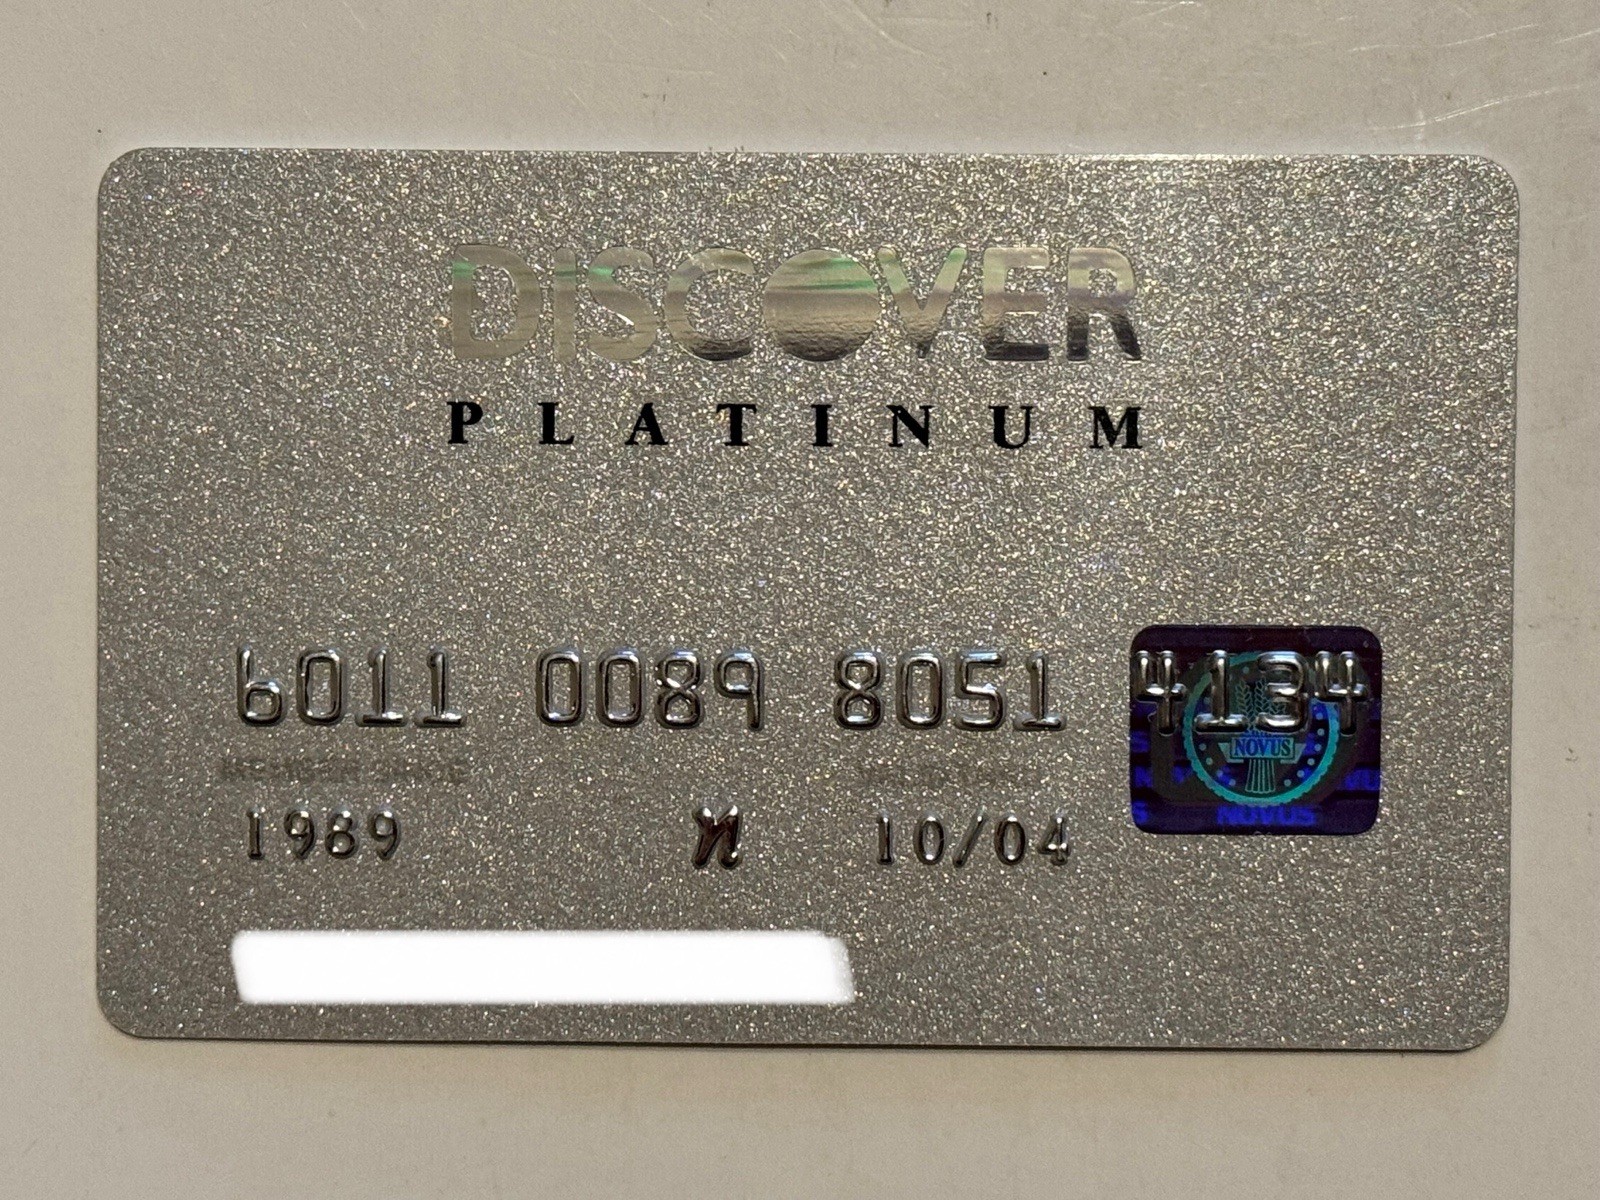 DISCOVER
PLATINUM
6011 0089 8051 4134
NOVUS
1989 n 10/04
NOVUS